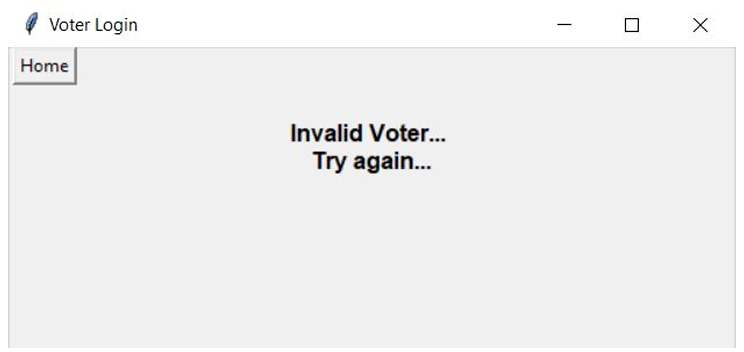 Voter Login
Home
Invalid Voter...
Try again...